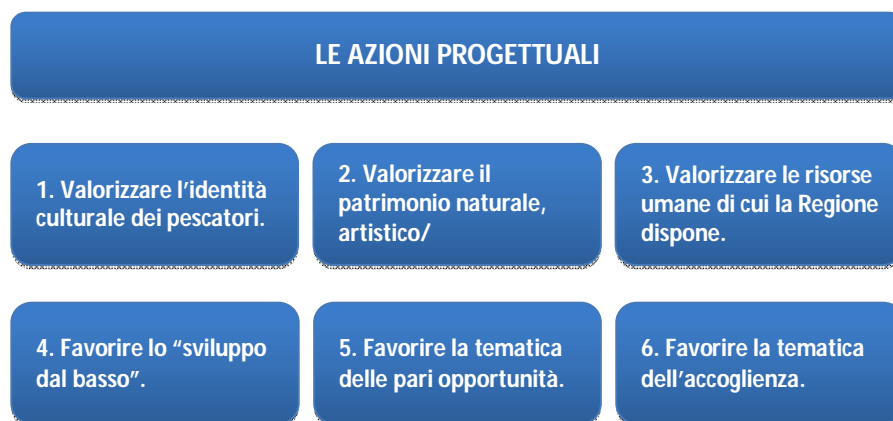 LE AZIONI PROGETTUALI
1. Valorizzare l'identità
culturale dei pescatori.
2. Valorizzare il
patrimonio naturale,
artistico/
3. Valorizzare le risorse
umane di cui la Regione
dispone.
4. Favorire lo "sviluppo
dal basso".
5. Favorire la tematica
delle pari opportunità.
6. Favorire la tematica
dell'accoglienza.